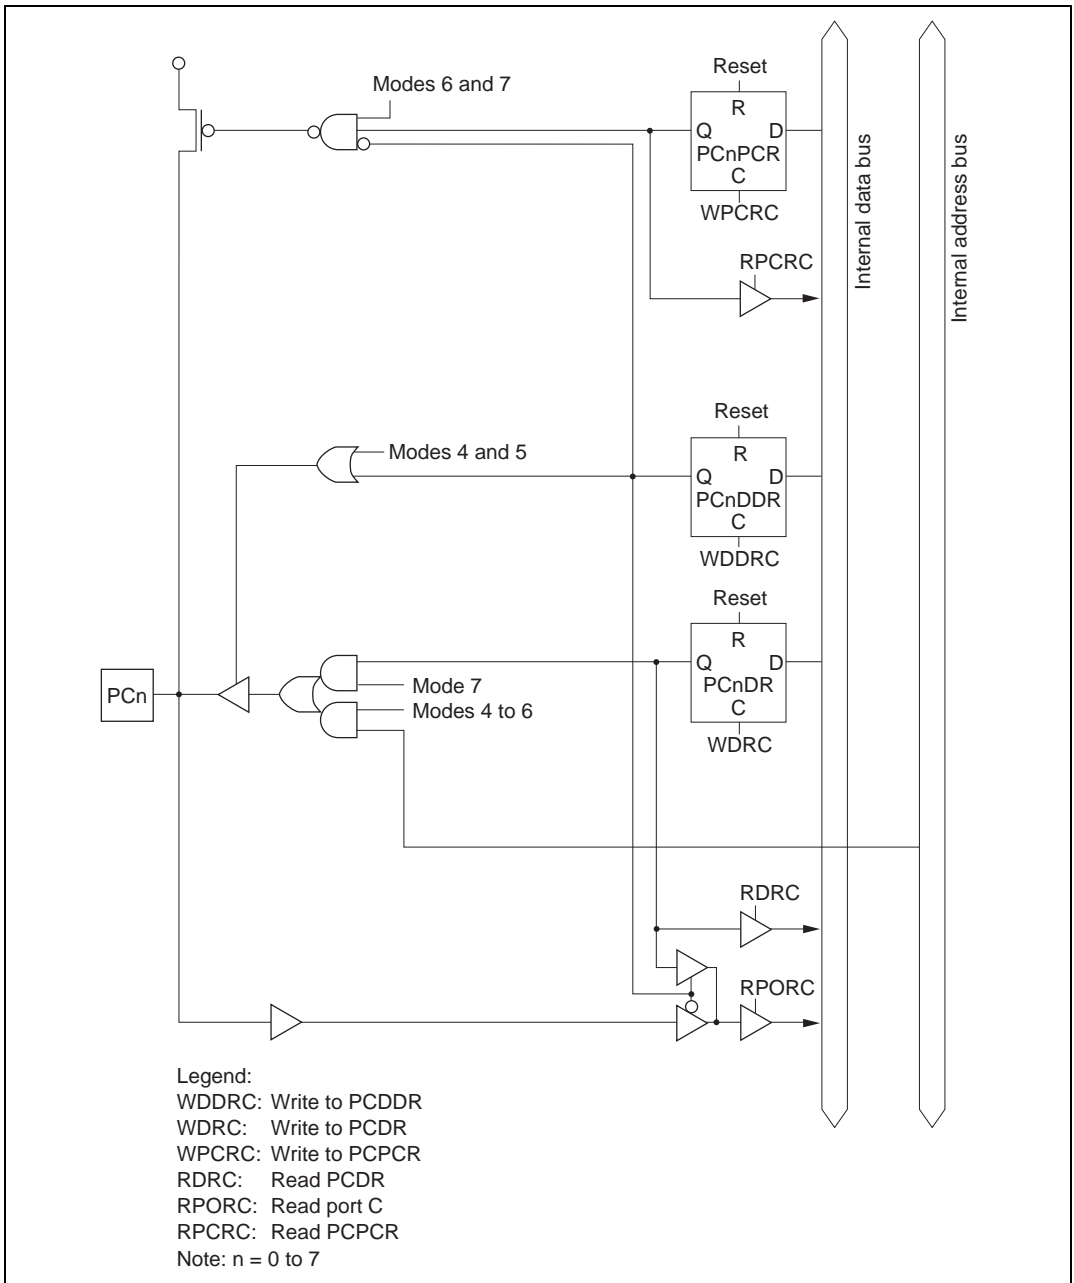 Modes 6 and 7
Reset
R
Q D
PCnPCR
C
WPCRC
RPCRC
Internal data bus
Internal address bus
Reset
R
Modes 4 and 5
Q D
PCnDDR
C
WDDRC
Reset
R
Q D
PCnDR
C
WDRC
PCn
Mode 7
Modes 4 to 6
RDRC
RPORC
Legend:
WDDRC: Write to PCDDR
WDRC: Write to PCDR
WPCRC: Write to PCPCR
RDRC: Read PCDR
RPORC: Read port C
RPCRC: Read PCPCR
Note: n = 0 to 7